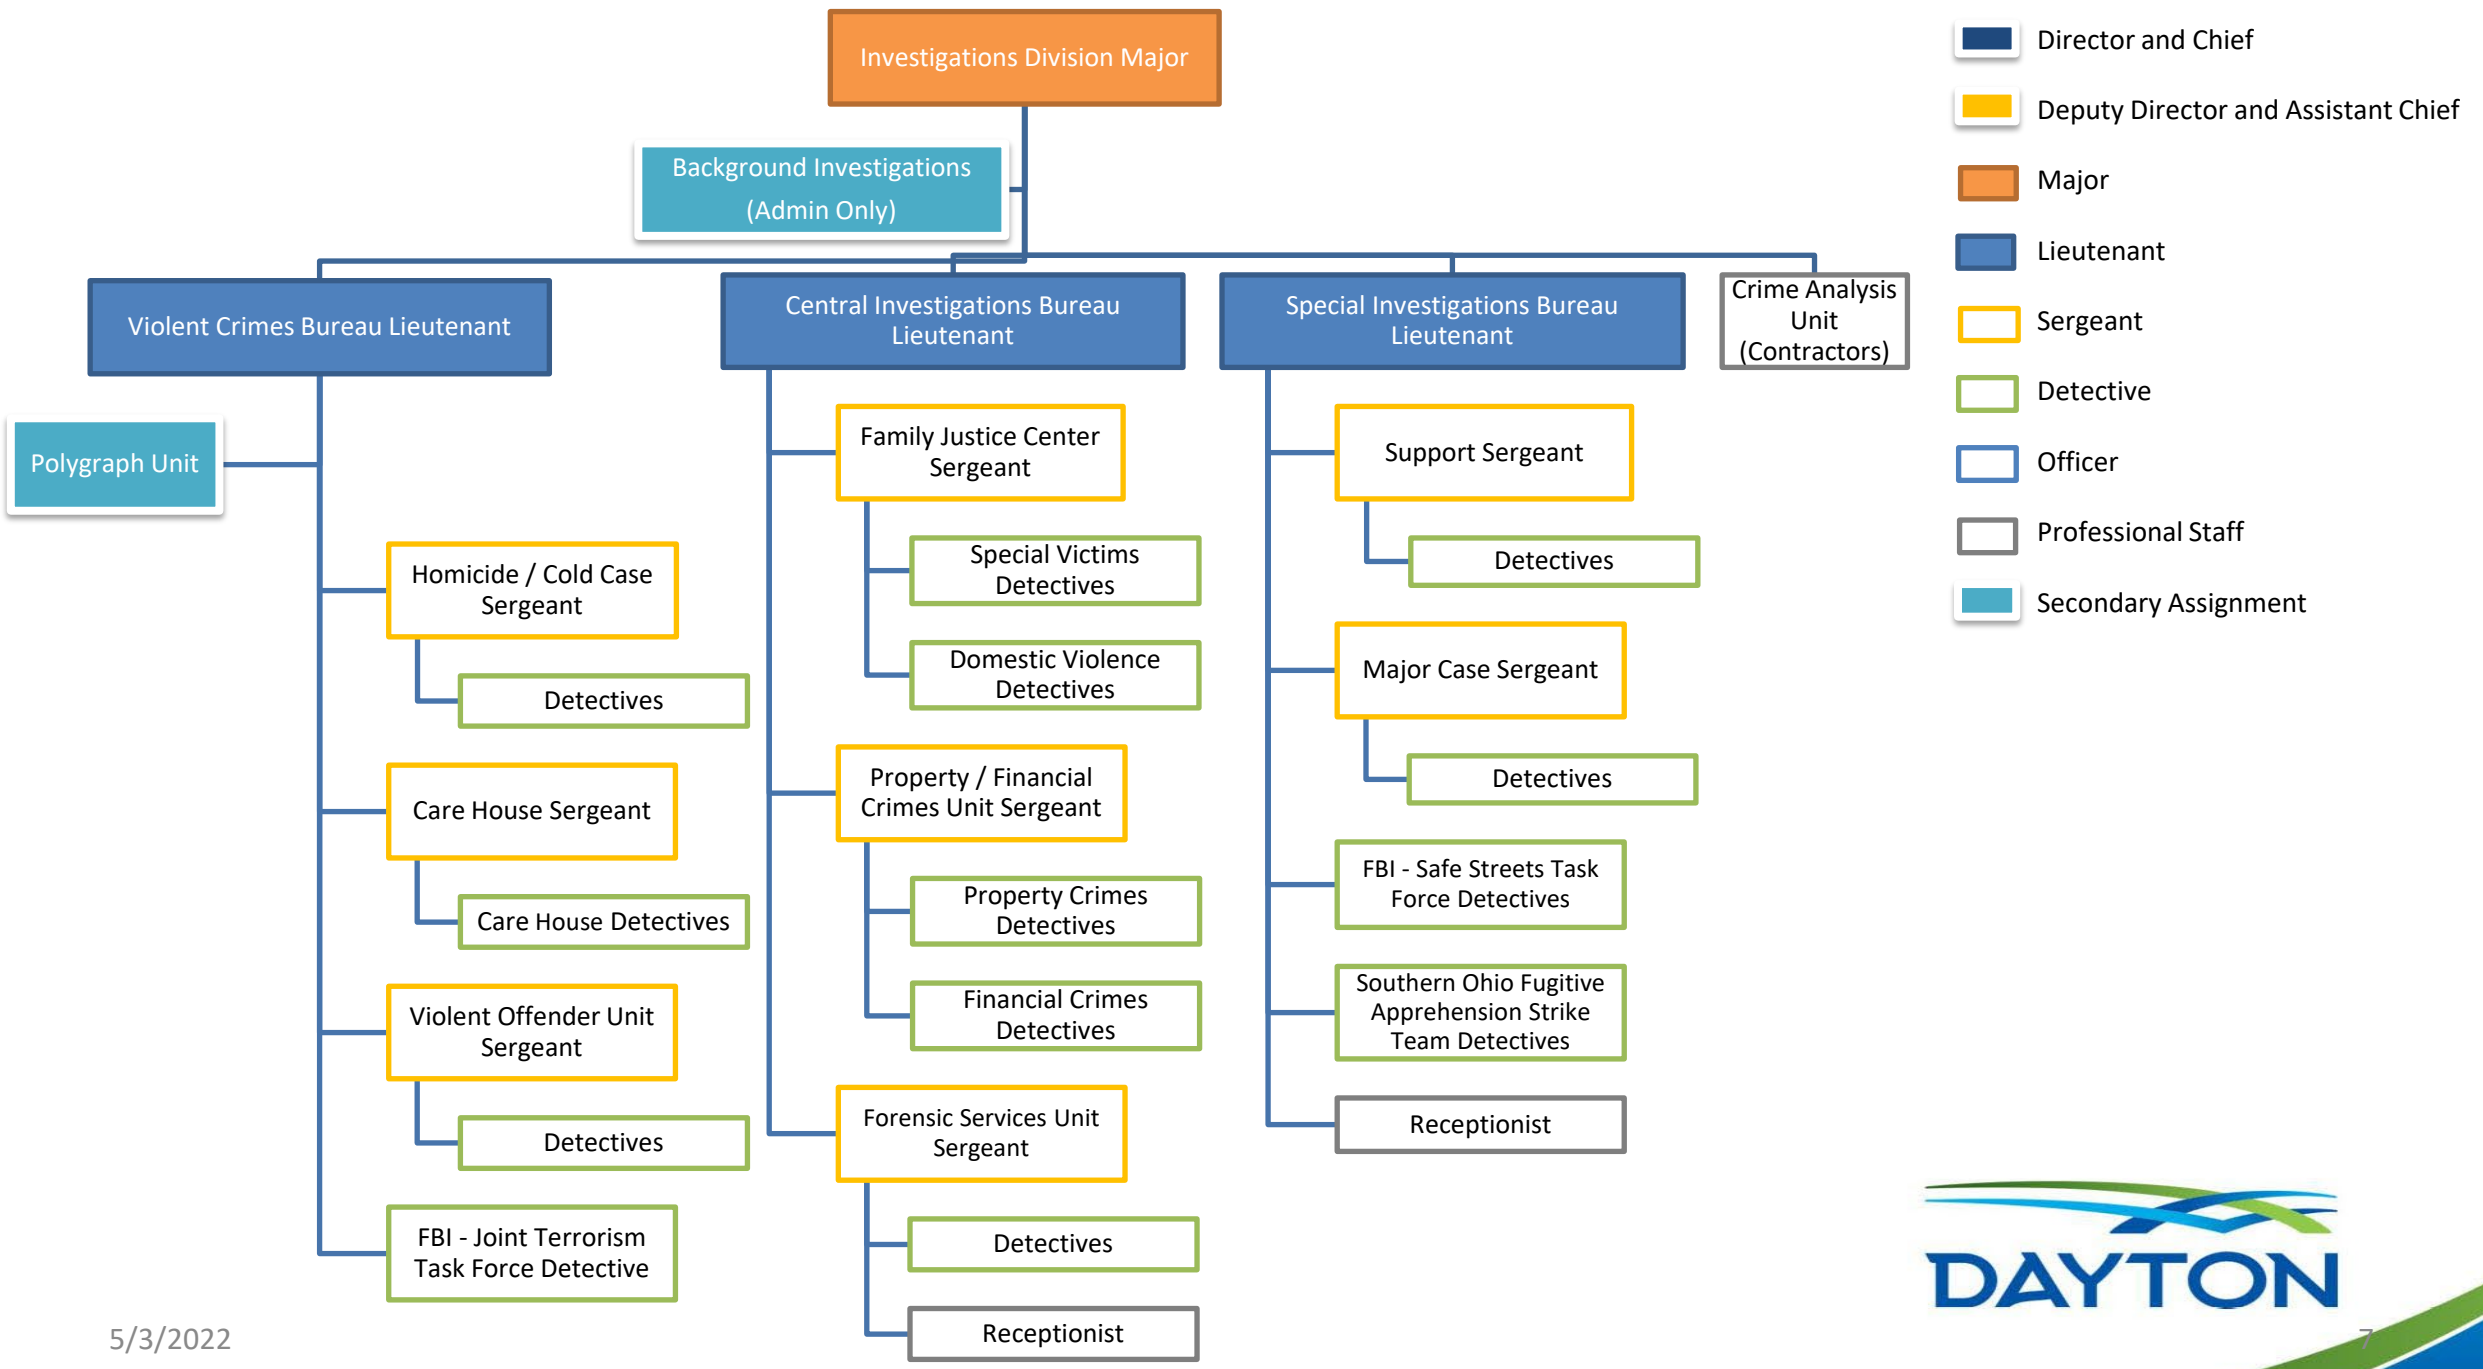 Investigations Division Major
Background Investigations
(Admin Only)
Violent Crimes Bureau Lieutenant
Polygraph Unit
Homicide / Cold Case
Sergeant
Detectives
Care House Sergeant
Care House Detectives
Violent Offender Unit
Sergeant
Detectives
FBI - Joint Terrorism
Task Force Detective
Central Investigations Bureau
Lieutenant
Family Justice Center
Sergeant
Special Victims
Detectives
Domestic Violence
Detectives
Property / Financial
Crimes Unit Sergeant
Property Crimes
Detectives
Financial Crimes
Detectives
Forensic Services Unit
Sergeant
Detectives
Receptionist
Special Investigations Bureau
Lieutenant
Support Sergeant
Detectives
Major Case Sergeant
Detectives
FBI - Safe Streets Task
Force Detectives
Southern Ohio Fugitive
Apprehension Strike
Team Detectives
Receptionist
Crime Analysis
Unit
(Contractors)
Director and Chief
Deputy Director and Assistant Chief
Major
Lieutenant
Sergeant
Detective
Officer
Professional Staff
Secondary Assignment
DAYTON
5/3/2022
7